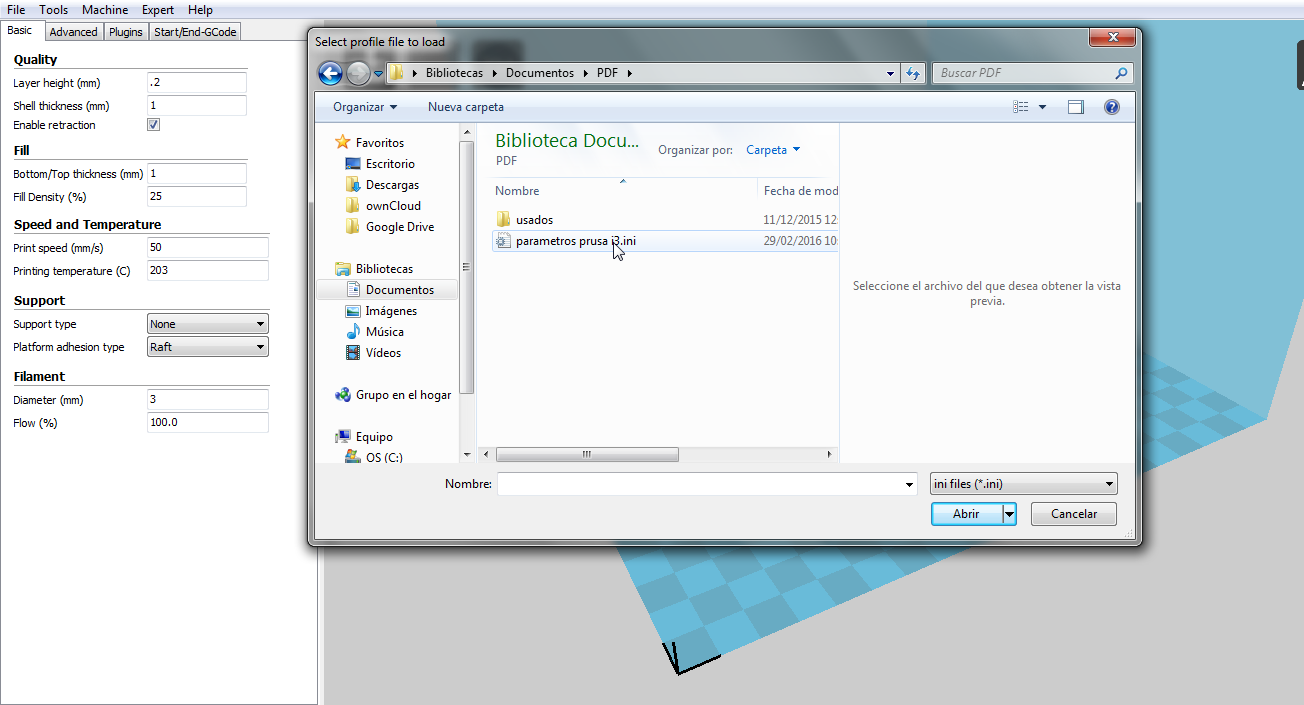 File Tools Machine Expert Help
Basic Advanced Plugins Start/End-GCode
Quality
Layer height (mm) .2
Shell thickness (mm) 1
Enable retraction
Fill
Bottom/Top thickness (mm) 1
Fill Density (%) 25
Speed and Temperature
Print speed (mm/s) 50
Printing temperature (C) 203
Support
Support type None
Platform adhesion type Raft
Filament
Diameter (mm) 3
Flow (%) 100.0
Select profile file to load
Bibliotecas Documentos PDF
Buscar PDF
Organizar Nueva carpeta
Favoritos
Escritorio
Descargas
ownCloud
Google Drive
Bibliotecas
Documentos
Imágenes
Música
Vídeos
Grupo en el hogar
Equipo
OS (C:)
Biblioteca Docu...
PDF
Organizar por: Carpeta
Nombre Fecha de mod
usados 11/12/2015 12:
parametros prusa i3.ini 29/02/2016 10:
Seleccione el archivo del que desea obtener la vista
previa.
Nombre: ini files (*.ini)
Abrir Cancelar